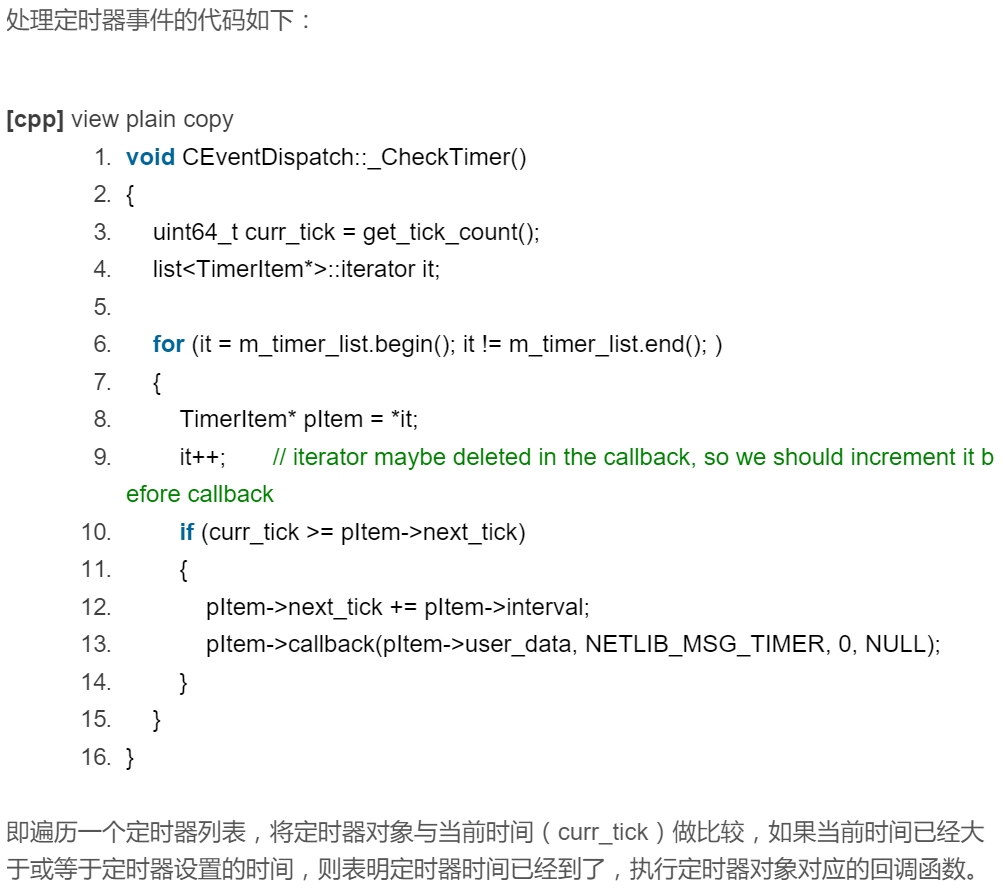 处理定时器事件的代码如下：
[cpp] view plain copy
1. void CEventDispatch::_CheckTimer()
2. {
3. uint64_t curr_tick = get_tick_count();
4. list<TimerItem*>::iterator it;
5.
6. for (it = m_timer_list.begin(); it != m_timer_list.end(); )
7. {
8. TimerItem* pItem = *it;
9. it++; // iterator maybe deleted in the callback, so we should increment it b
efore callback
10. if (curr_tick >= pItem->next_tick)
11. {
12. pItem->next_tick += pItem->interval;
13. pItem->callback(pItem->user_data, NETLIB_MSG_TIMER, 0, NULL);
14. }
15. }
16. }
即遍历一个定时器列表，将定时器对象与当前时间（curr_tick）做比较，如果当前时间已经大
于或等于定时器设置的时间，则表明定时器时间已经到了，执行定时器对象对应的回调函数。